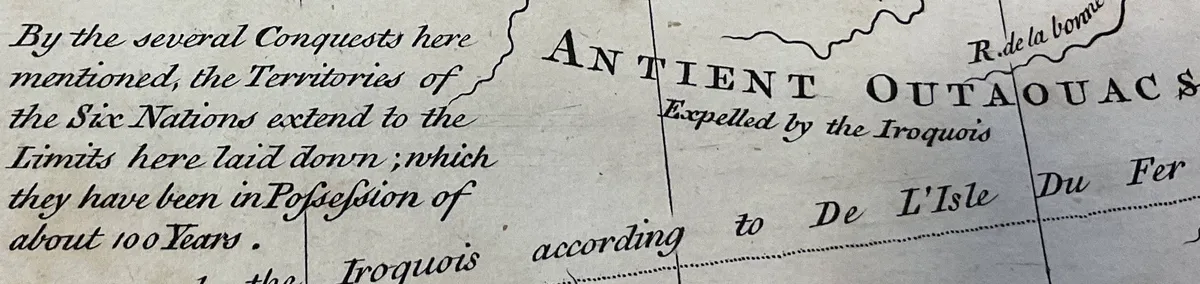 By the several Conquests here
mentioned, the Territories of
the Six Nations extend to the
Limits here laid down ; which
they have been in Poſseſsion of
about 100 Years .
ANTIENT OUTAOUACS
Expelled by the Iroquois
R. de la bonne
the Iroquois according to De L'Isle Du Fer